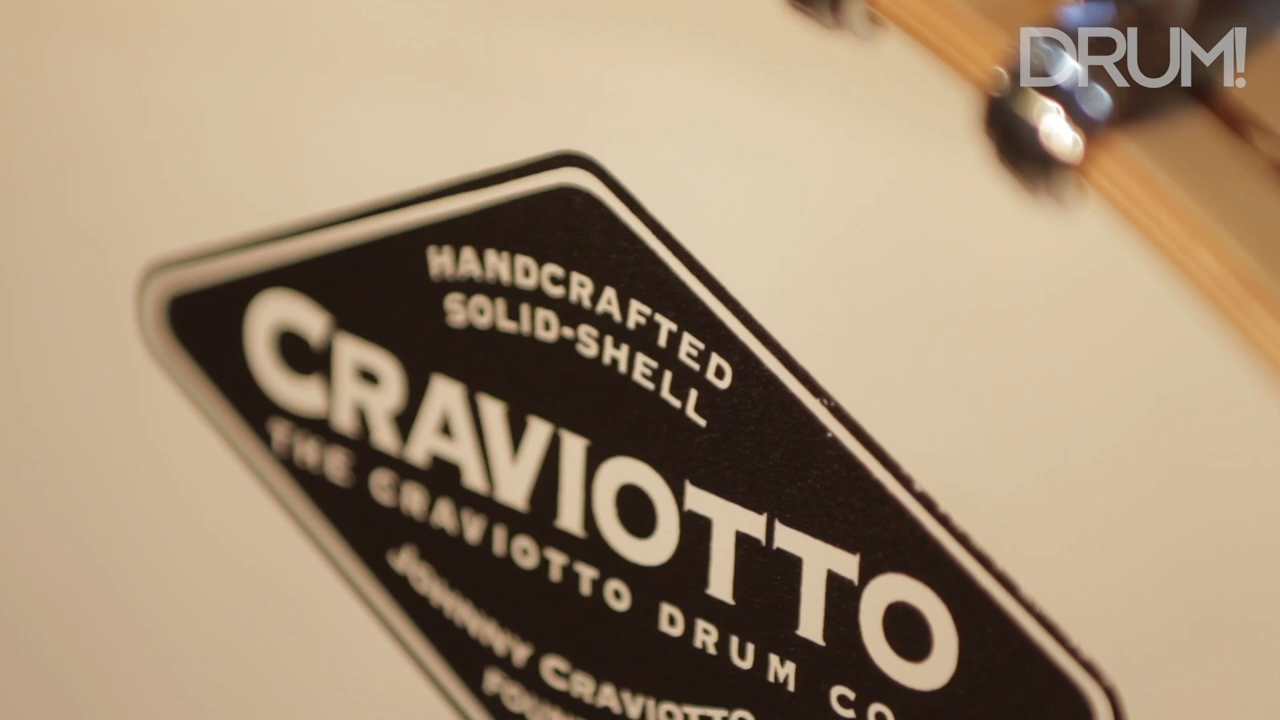 DRUM!
HANDCRAFTED
SOLID-SHELL
CRAVIOTTO
THE CRAVIOTTO DRUM CO
JOHNNY CRAVIOTTO